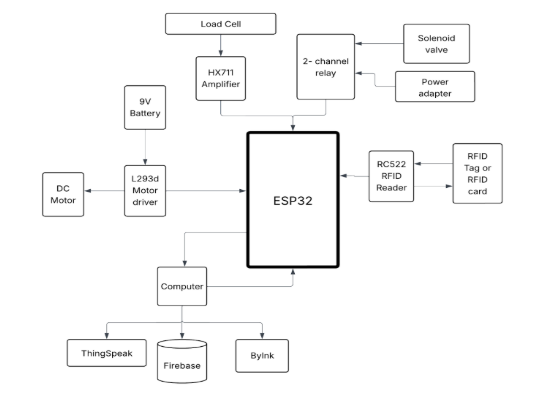 Load Cell
Solenoid
valve
2- channel
relay
HX711
Amplifier
Power
adapter
9V
Battery
RC522
RFID
Reader
RFID
Tag or
RFID
card
L293d
Motor
driver
DC
Motor
ESP32
Computer
ThingSpeak
Firebase
Bylnk